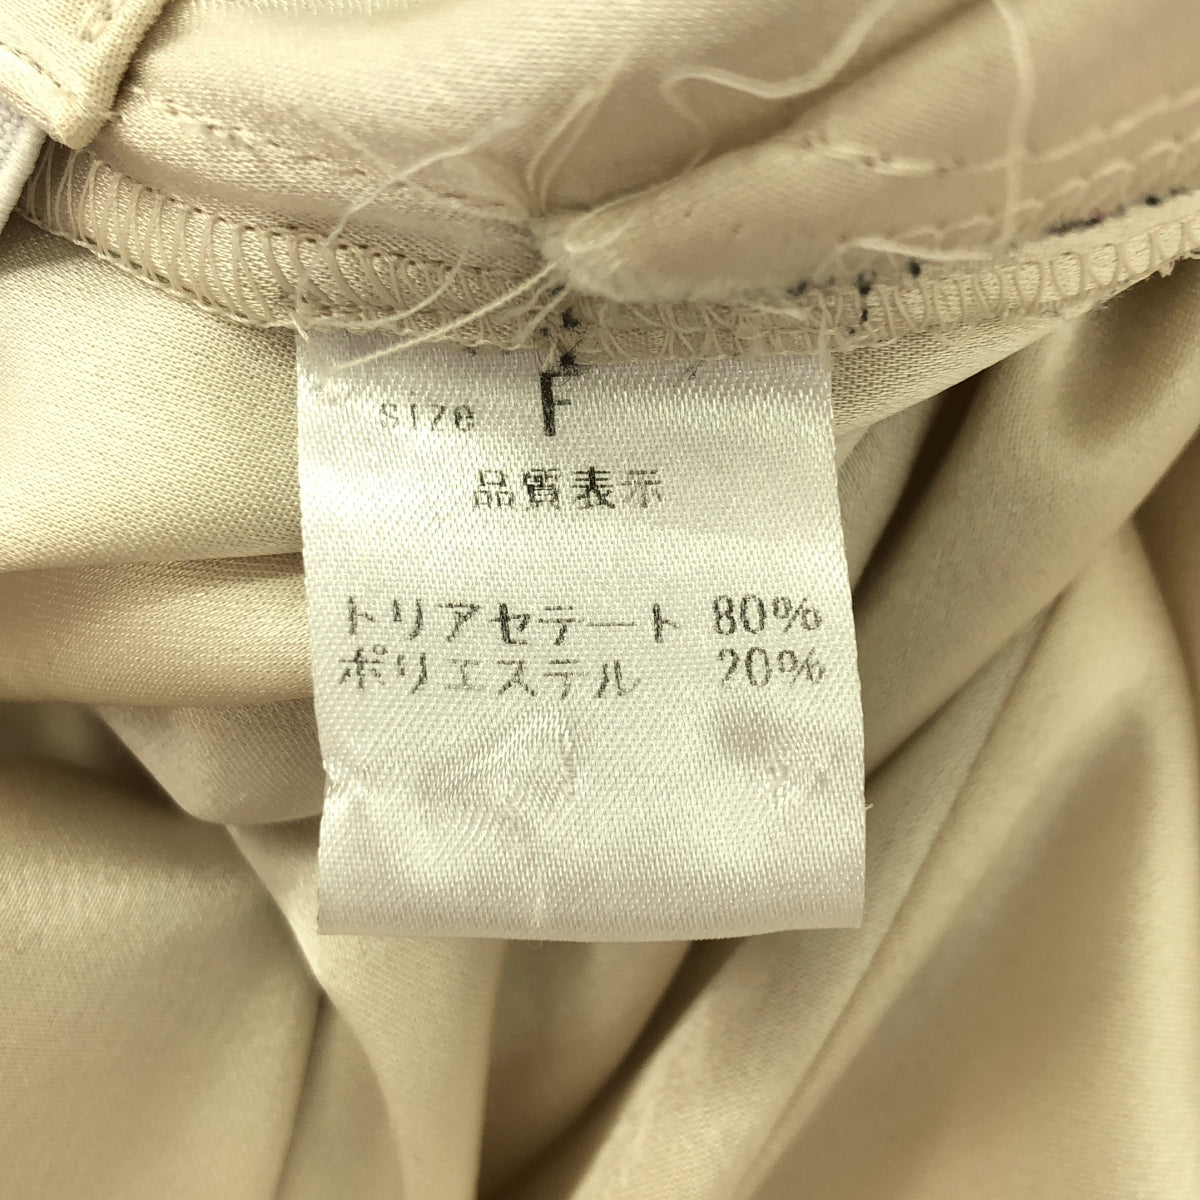 size F
品質表示
トリアセテート 80%
ポリエステル 20%